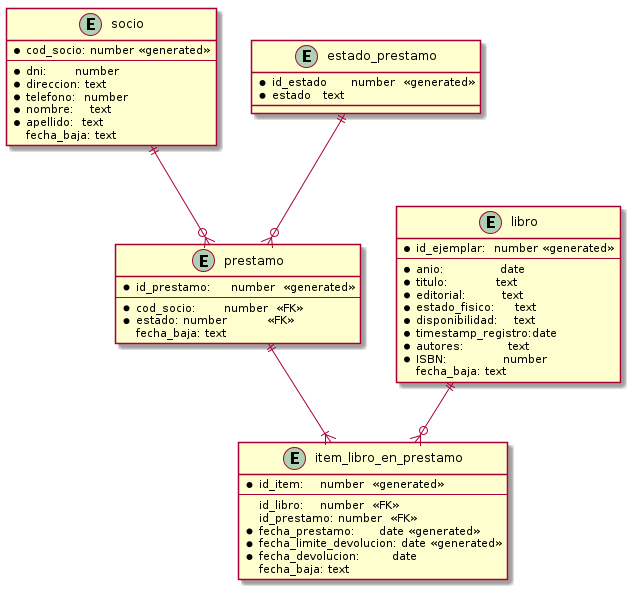 E socio
cod_socio: number «generated»
dni: number
direccion: text
telefono: number
nombre: text
apellido: text
fecha_baja: text
E estado_prestamo
id_estado number «generated»
estado text
E prestamo
id_prestamo: number «generated»
cod_socio: number «FK»
estado: number «FK»
fecha_baja: text
E libro
id_ejemplar: number «generated»
anio: date
titulo: text
editorial: text
estado_fisico: text
disponibilidad: text
timestamp_registro: date
autores: text
ISBN: number
fecha_baja: text
E item_libro_en_prestamo
id_item: number «generated»
id_libro: number «FK»
id_prestamo: number «FK»
fecha_prestamo: date «generated»
fecha_limite_devolucion: date «generated»
fecha_devolucion: date
fecha_baja: text